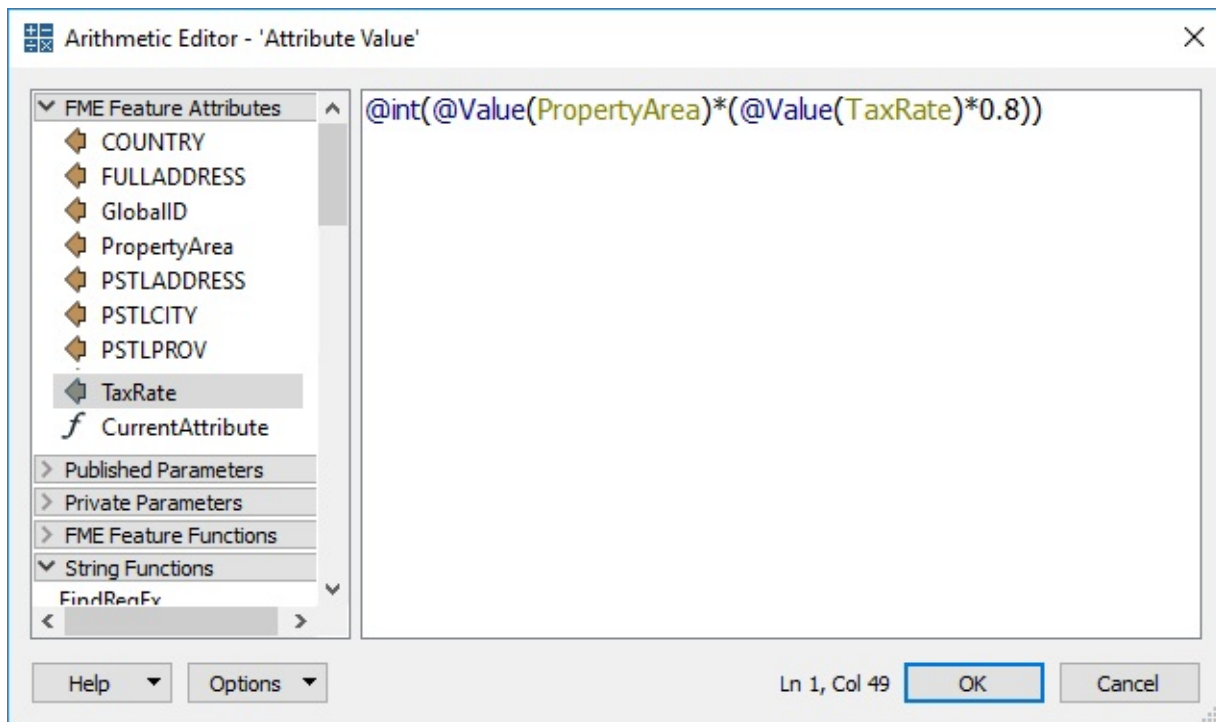 Arithmetic Editor - 'Attribute Value'
FME Feature Attributes
COUNTRY
FULLADDRESS
GlobalID
PropertyArea
PSTLADDRESS
PSTLCITY
PSTLPROV
TaxRate
CurrentAttribute
Published Parameters
Private Parameters
FME Feature Functions
String Functions
FindRegEx
@int(@Value(PropertyArea)*(@Value(TaxRate)*0.8))
Help
Options
Ln 1, Col 49
OK
Cancel